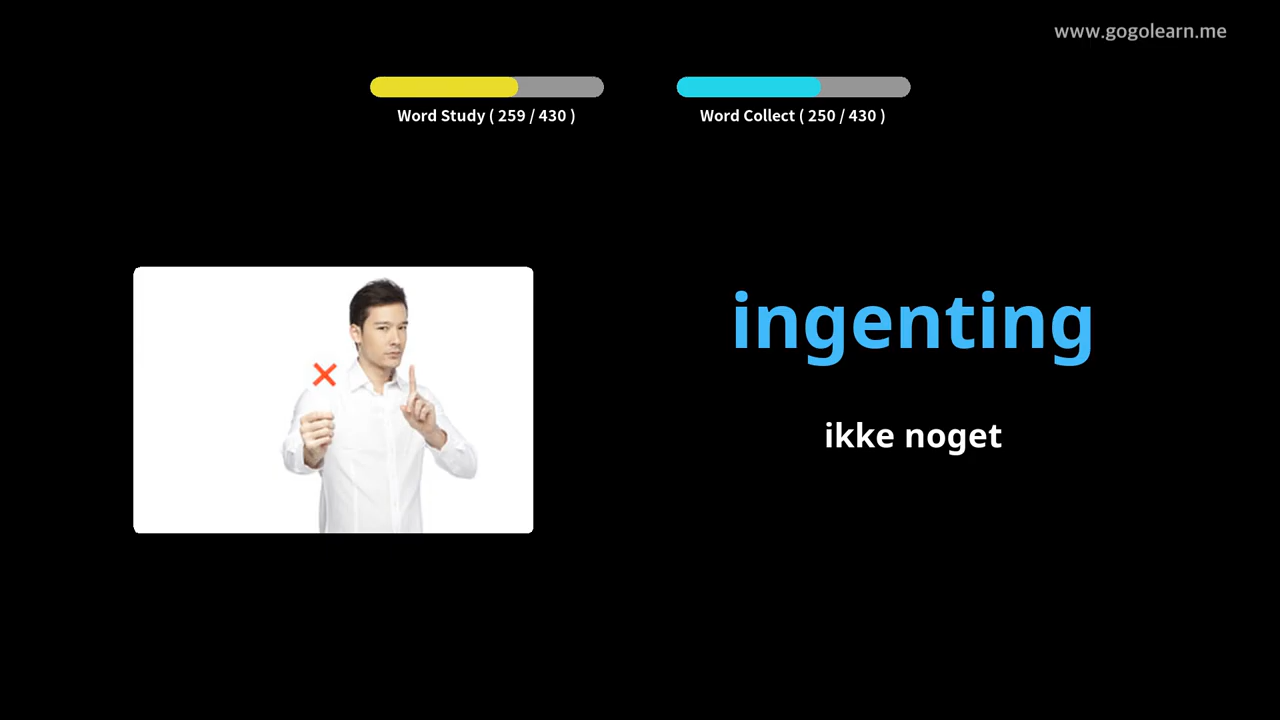 www.gogolearn.me
Word Study ( 259 / 430 )
Word Collect ( 250 / 430 )
ingenting
ikke noget